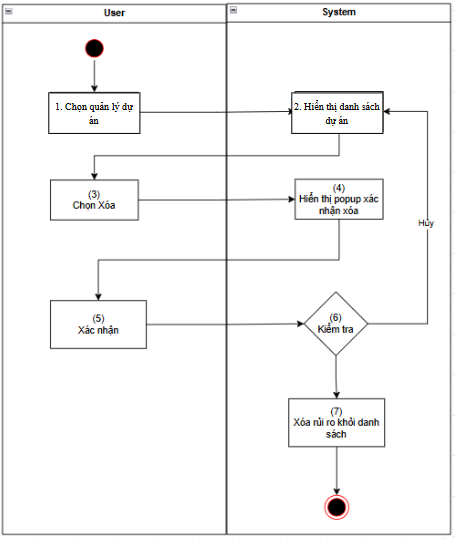 User
System
1. Chọn quản lý dự
án
2. Hiển thị danh sách
dự án
(3)
Chọn Xóa
(4)
Hiển thị popup xác
nhận xóa
Hủy
(5)
Xác nhận
(6)
Kiểm tra
(7)
Xóa rủi ro khỏi danh
sách